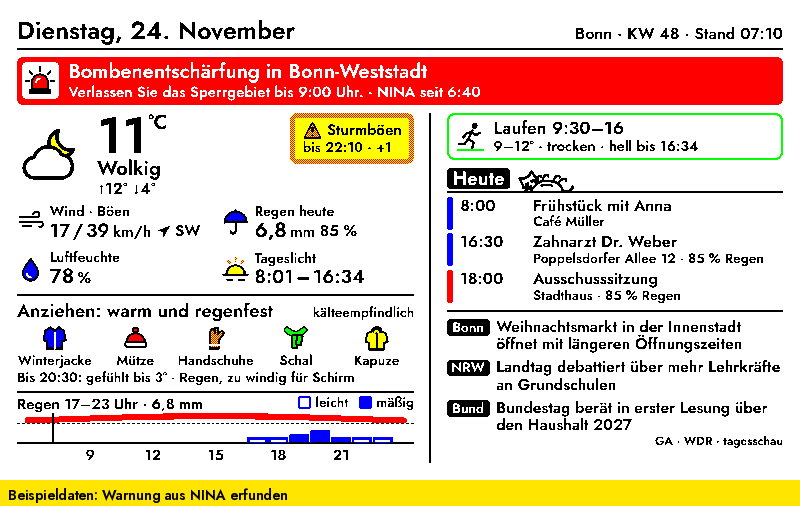 Dienstag, 24. November
Bonn · KW 48 · Stand 07:10
Bombenentschärfung in Bonn-Weststadt
Verlassen Sie das Sperrgebiet bis 9:00 Uhr. · NINA seit 6:40
11°C
Wolkig
↑12° ↓4°
Sturmböen
bis 22:10 · +1
Wind · Böen
17/39 km/h SW
Regen heute
6,8 mm 85 %
Luftfeuchte
78 %
Tageslicht
8:01–16:34
Anziehen: warm und regenfest
kälteempfindlich
Winterjacke Mütze Handschuhe Schal Kapuze
Bis 20:30: gefühlt bis 3° · Regen, zu windig für Schirm
Regen 17–23 Uhr · 6,8 mm
leicht mäßig
9 12 15 18 21
Laufen 9:30–16
9–12° · trocken · hell bis 16:34
Heute
8:00 Frühstück mit Anna
Café Müller
16:30 Zahnarzt Dr. Weber
Poppelsdorfer Allee 12 · 85 % Regen
18:00 Ausschusssitzung
Stadthaus · 85 % Regen
Bonn Weihnachtsmarkt in der Innenstadt
öffnet mit längeren Öffnungszeiten
NRW Landtag debattiert über mehr Lehrkräfte
an Grundschulen
Bund Bundestag berät in erster Lesung über
den Haushalt 2027
GA · WDR · tagesschau
Beispieldaten: Warnung aus NINA erfunden